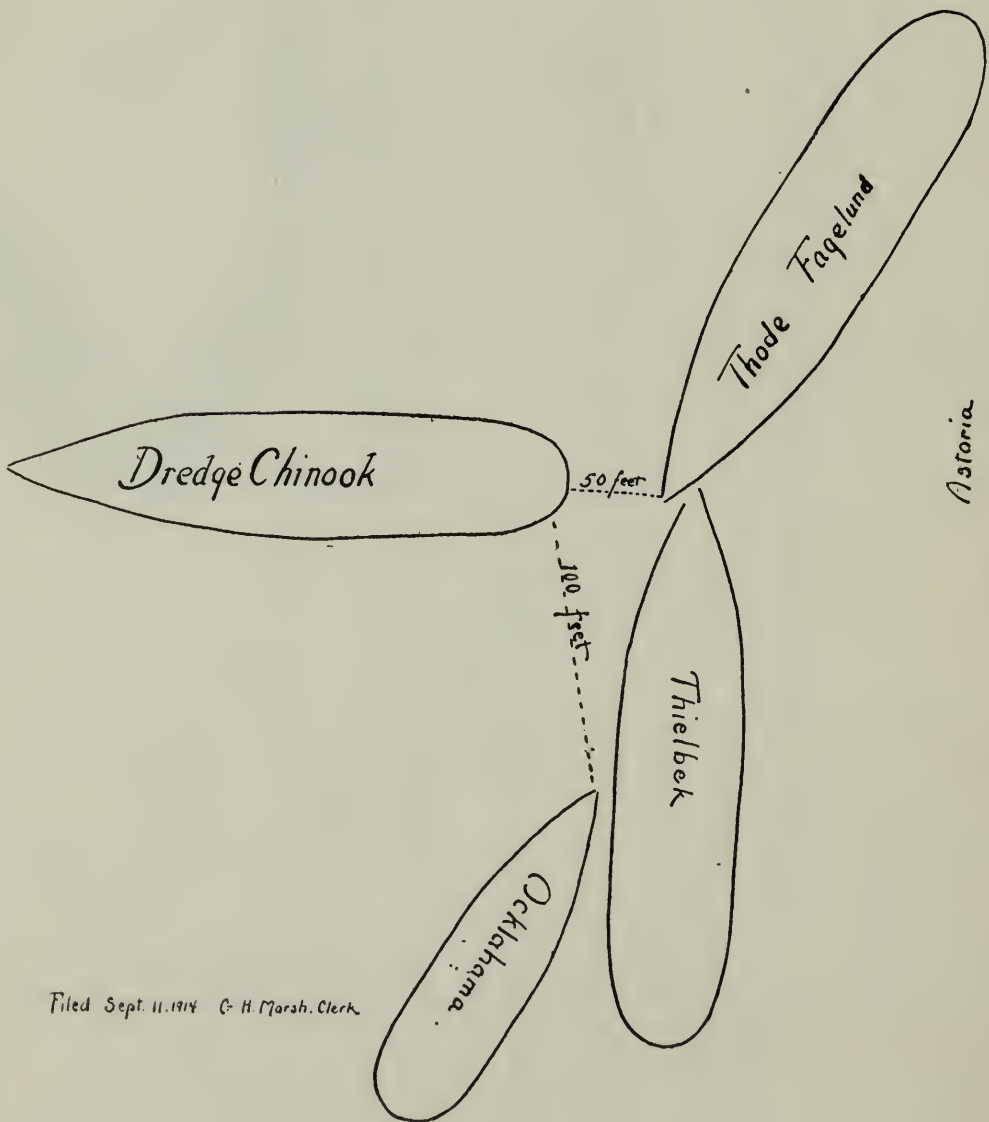 Thode Fagelund
Astoria
Dredge Chinook
50 feet
100 feet
Thielbek
Ocklahama
Filed Sept. 11. 1914 G. H. Marsh. Clerk